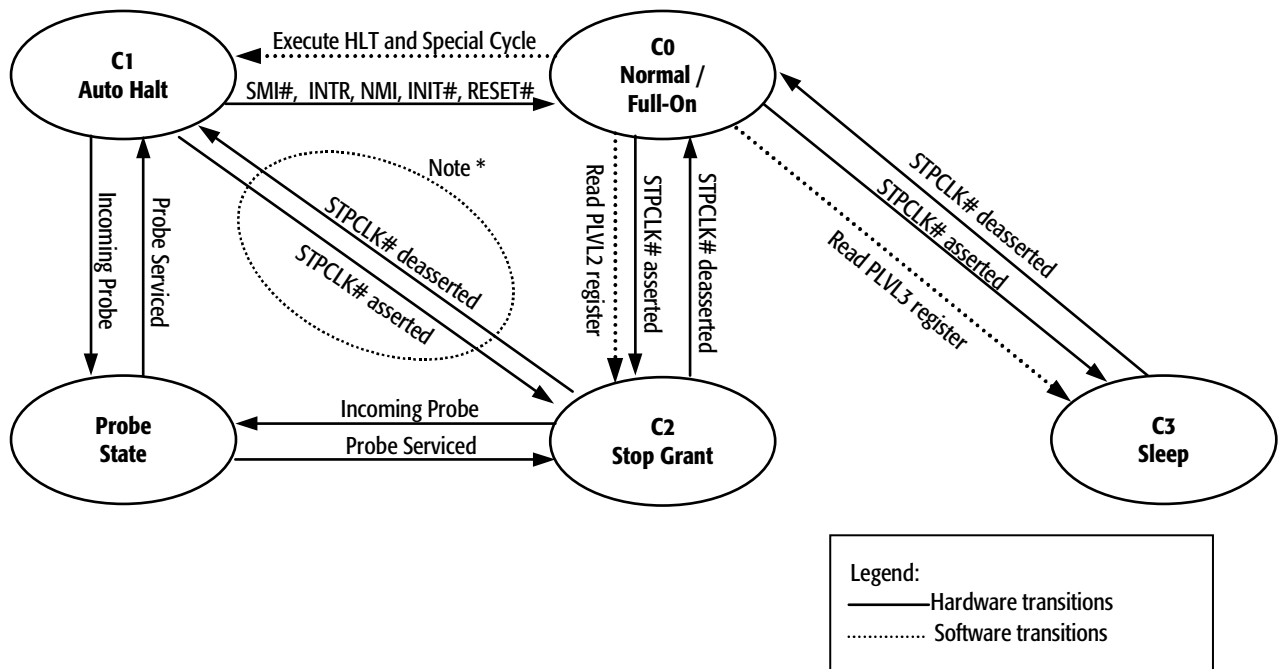 Execute HLT and Special Cycle
C1
Auto Halt
C0
Normal /
Full-On
SMI#, INTR, NMI, INIT#, RESET#
Note *
Incoming Probe
Probe Serviced
STPCLK# deasserted
STPCLK# asserted
Read PLVL2 register
STPCLK# asserted
STPCLK# deasserted
STPCLK# deasserted
STPCLK# asserted
Read PLVL3 register
Probe
State
Incoming Probe
Probe Serviced
C2
Stop Grant
C3
Sleep
Legend:
Hardware transitions
Software transitions